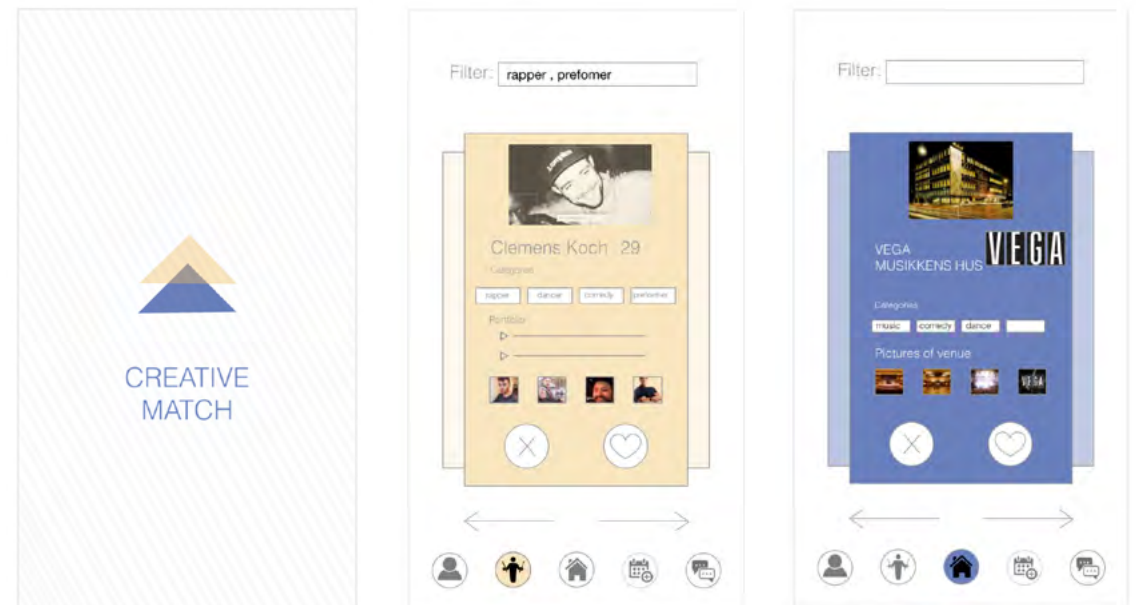 CREATIVE
MATCH
Filter: rapper , prefomer
Clemens Koch 29
Categories
rapper dancer comedy prefomer
Portfolio
Filter:
VEGA
MUSIKKENS HUS
VEGA
Categories
music comedy dance
Pictures of venue
VEGA